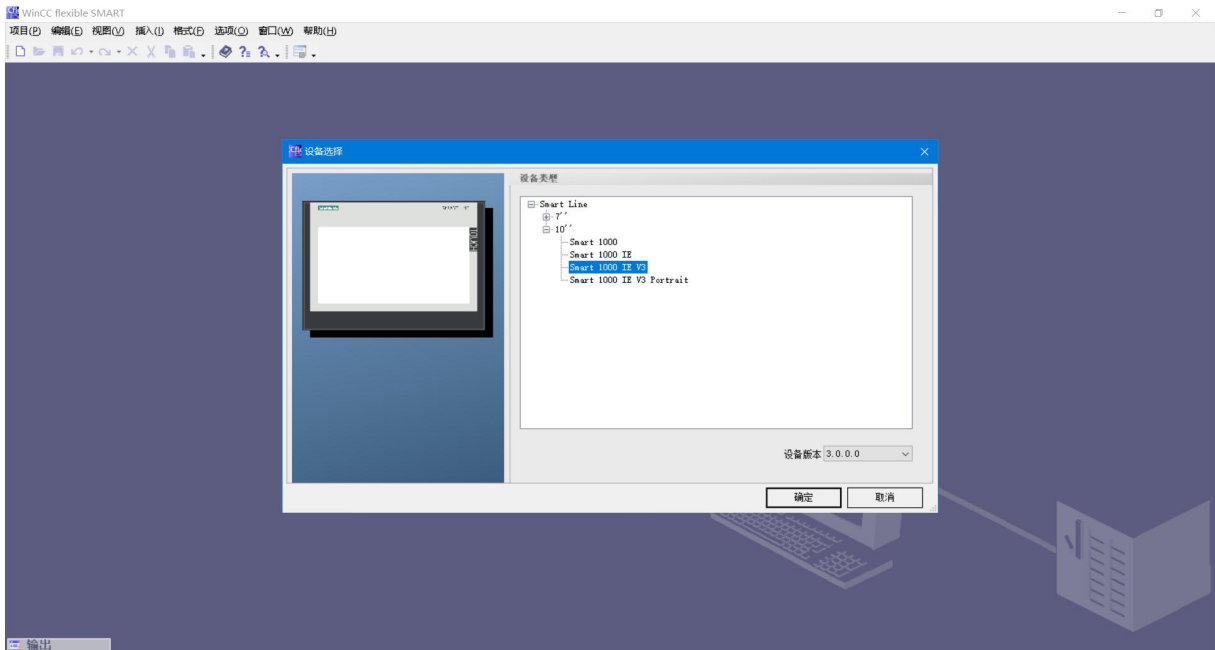 WinCC flexible SMART
项目(P) 编辑(E) 视图(V) 插入(I) 格式(F) 选项(O) 窗口(W) 帮助(H)
设备选择
设备类型
Smart Line
7''
10''
Smart 1000
Smart 1000 IE
Smart 1000 IE V3
Smart 1000 IE V3 Portrait
TOUCH
设备版本 3.0.0.0
确定 取消
输出